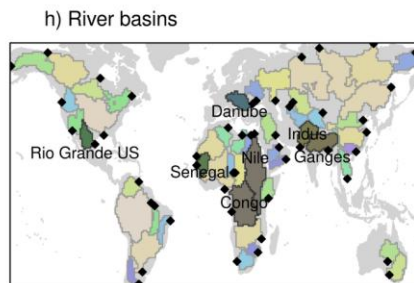 h) River basins
Danube
Indus
Rio Grande US
Nile
Ganges
Senegal
Congo